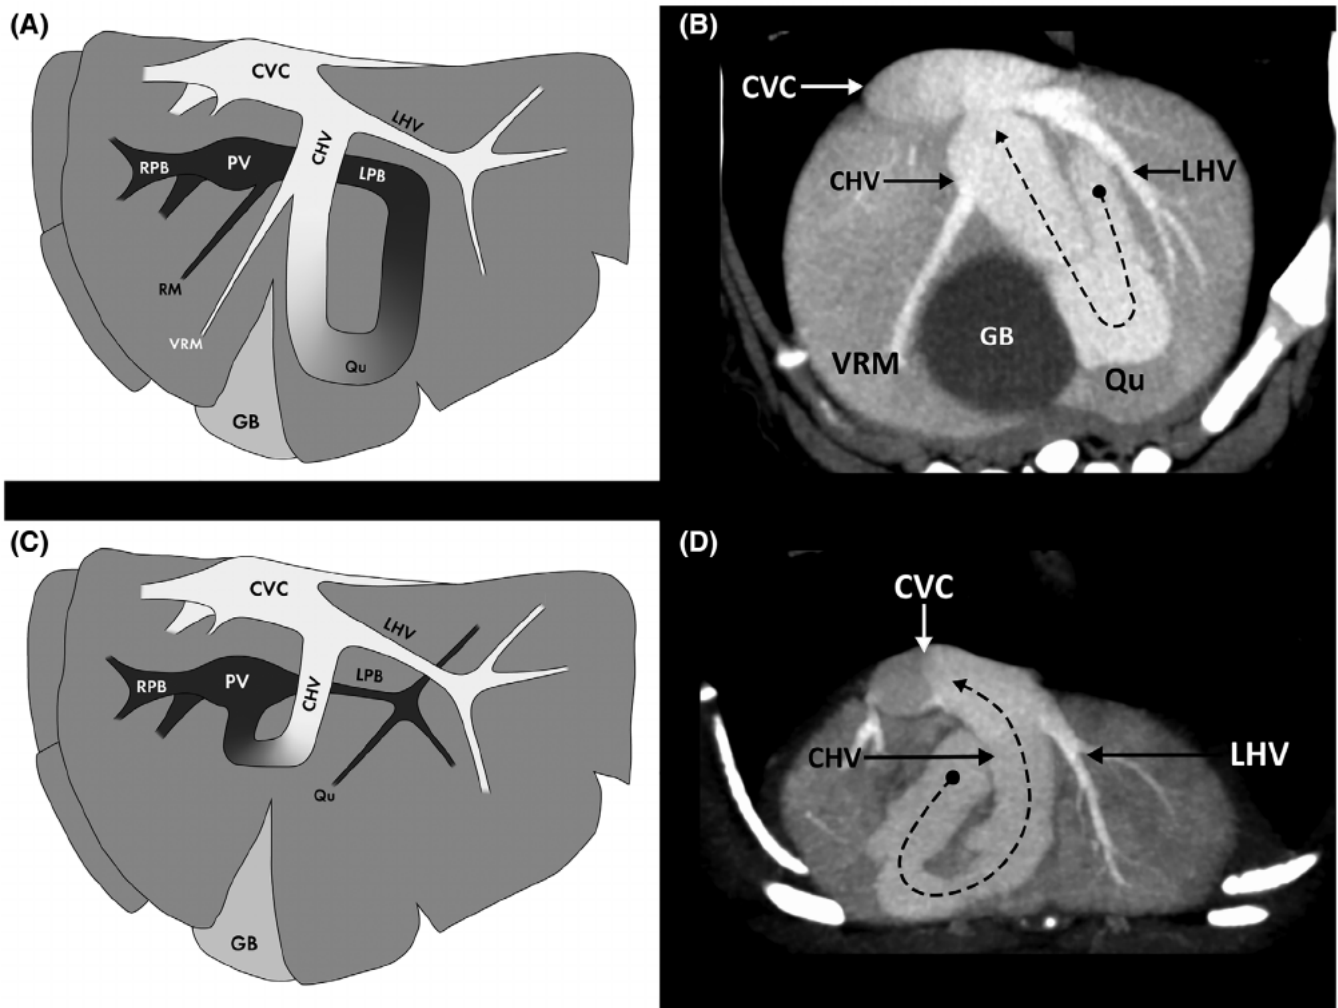 (A)
CVC
LHV
CHV
RPB
PV
LPB
RM
VRM
Qu
GB
(B)
CVC
CHV
LHV
GB
VRM
Qu
(C)
CVC
LHV
LPB
RPB
PV
CHV
Qu
GB
(D)
CVC
CHV
LHV